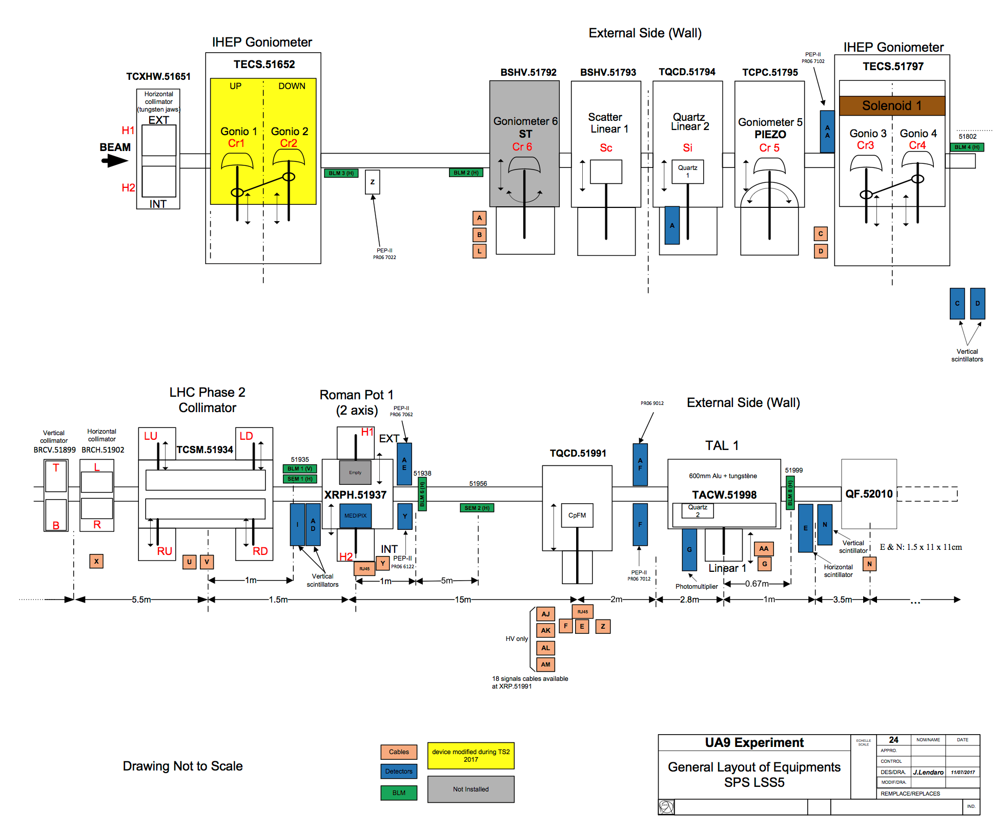 External Side (Wall)
IHEP Goniometer
IHEP Goniometer
PEP-II
PR06 7102
TECS.51652
TECS.51797
TCXHW.51651
BSHV.51792
BSHV.51793
TQCD.51794
TCPC.51795
UP
DOWN
Horizontal
collimator
(tungsten jaws)
EXT
H1
BEAM
H2
INT
Gonio 1
Cr1
Gonio 2
Cr2
Goniometer 6
ST
Cr 6
Scatter
Linear 1
Sc
Quartz
Linear 2
Si
Quartz
1
Goniometer 5
PIEZO
Cr 5
A
A
Solenoid 1
Gonio 3
Cr3
Gonio 4
Cr4
51802
BLM 4 (H)
BLM 3 (H)
Z
BLM 2 (H)
PEP-II
PR06 7022
A
B
L
A
C
D
C
D
Vertical
scintillators
LHC Phase 2
Collimator
Roman Pot 1
(2 axis)
PEP-II
PR06 7062
PR06 9012
External Side (Wall)
Vertical
collimator
BRCV.51899
Horizontal
collimator
BRCH.51902
LU
LD
TCSM.51934
H1
EXT
TAL 1
TQCD.51991
T
L
51935
BLM 1 (V)
SEM 1 (H)
Empty
A
E
51938
BLM 6 (H)
51956
A
F
600mm Alu + tungstène
51999
BLM 8 (H)
XRPH.51937
TACW.51998
QF.52010
B
R
I
A
D
MEDIPIX
Y
SEM 2 (H)
CpFM
F
Quartz
2
E
N
RU
RD
H2
INT
G
Vertical
scintillator
E & N: 1.5 x 11 x 11cm
X
U
V
RJ45
Y
PEP-II
PR06 6122
AA
G
Linear 1
N
Horizontal
scintillator
PEP-II
PR06 7012
Vertical
scintillators
Photomultiplier
1m
1m
5m
0.67m
5.5m
1.5m
15m
2m
2.8m
1m
3.5m
...
AJ
AK
AL
AM
RJ45
F
E
Z
HV only
18 signals cables available
at XRP.51991
Drawing Not to Scale
Cables
Detectors
BLM
device modified during TS2
2017
Not Installed
UA9 Experiment
General Layout of Equipments
SPS LSS5
ECHELLE
SCALE
24
NOM/NAME
DATE
APPRO.
CONTROL
DES/DRA.
J.Lendaro
11/07/2017
MODIF/DRA.
REMPLACE/REPLACES
IND.
CERN